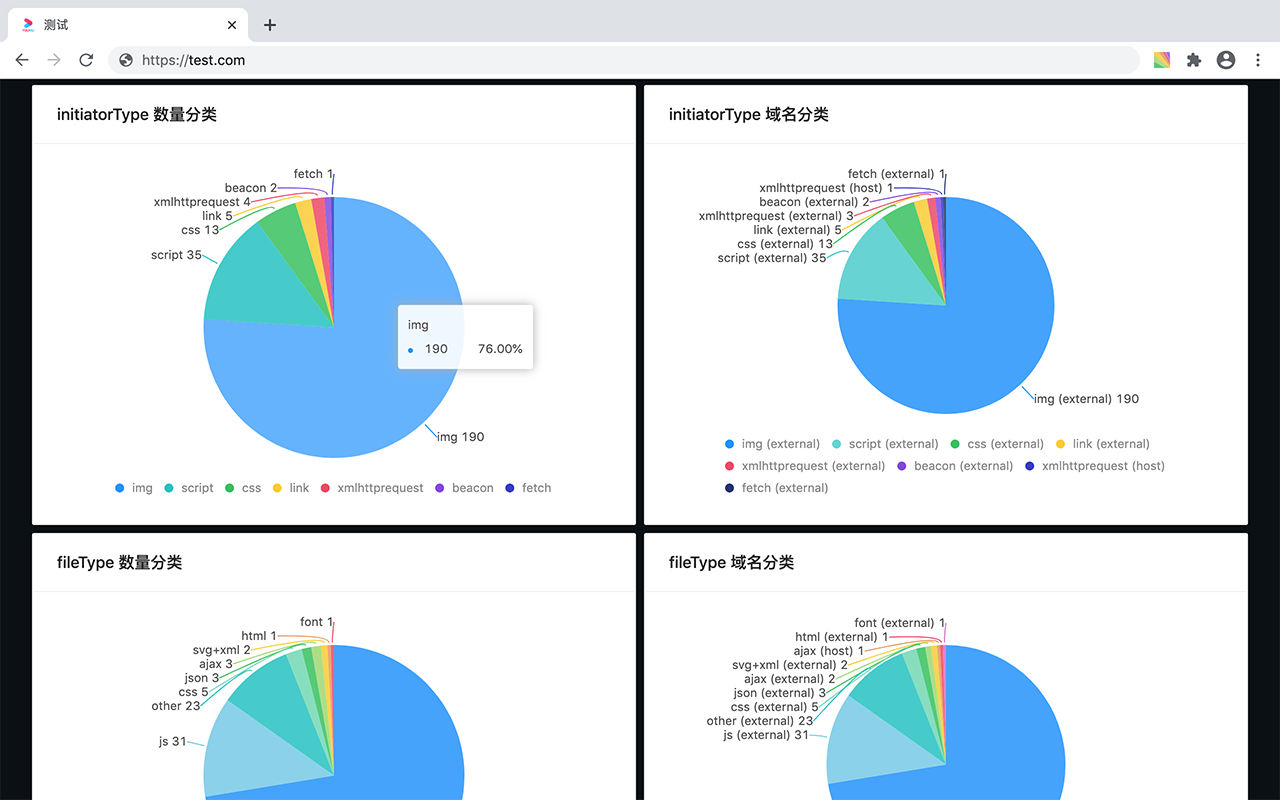 测试
https://test.com
initiatorType 数量分类
fetch 1
beacon 2
xmlhttprequest 4
link 5
css 13
script 35
img
190 76.00%
img 190
img script css link xmlhttprequest beacon fetch
initiatorType 域名分类
fetch (external) 1
xmlhttprequest (host) 1
beacon (external) 2
xmlhttprequest (external) 3
link (external) 5
css (external) 13
script (external) 35
img (external) 190
img (external) script (external) css (external) link (external)
xmlhttprequest (external) beacon (external) xmlhttprequest (host)
fetch (external)
fileType 数量分类
font 1
html 1
svg+xml 2
ajax 3
json 3
css 5
other 23
js 31
fileType 域名分类
font (external) 1
html (external) 1
ajax (host) 1
svg+xml (external) 2
ajax (external) 2
json (external) 3
css (external) 5
other (external) 23
js (external) 31